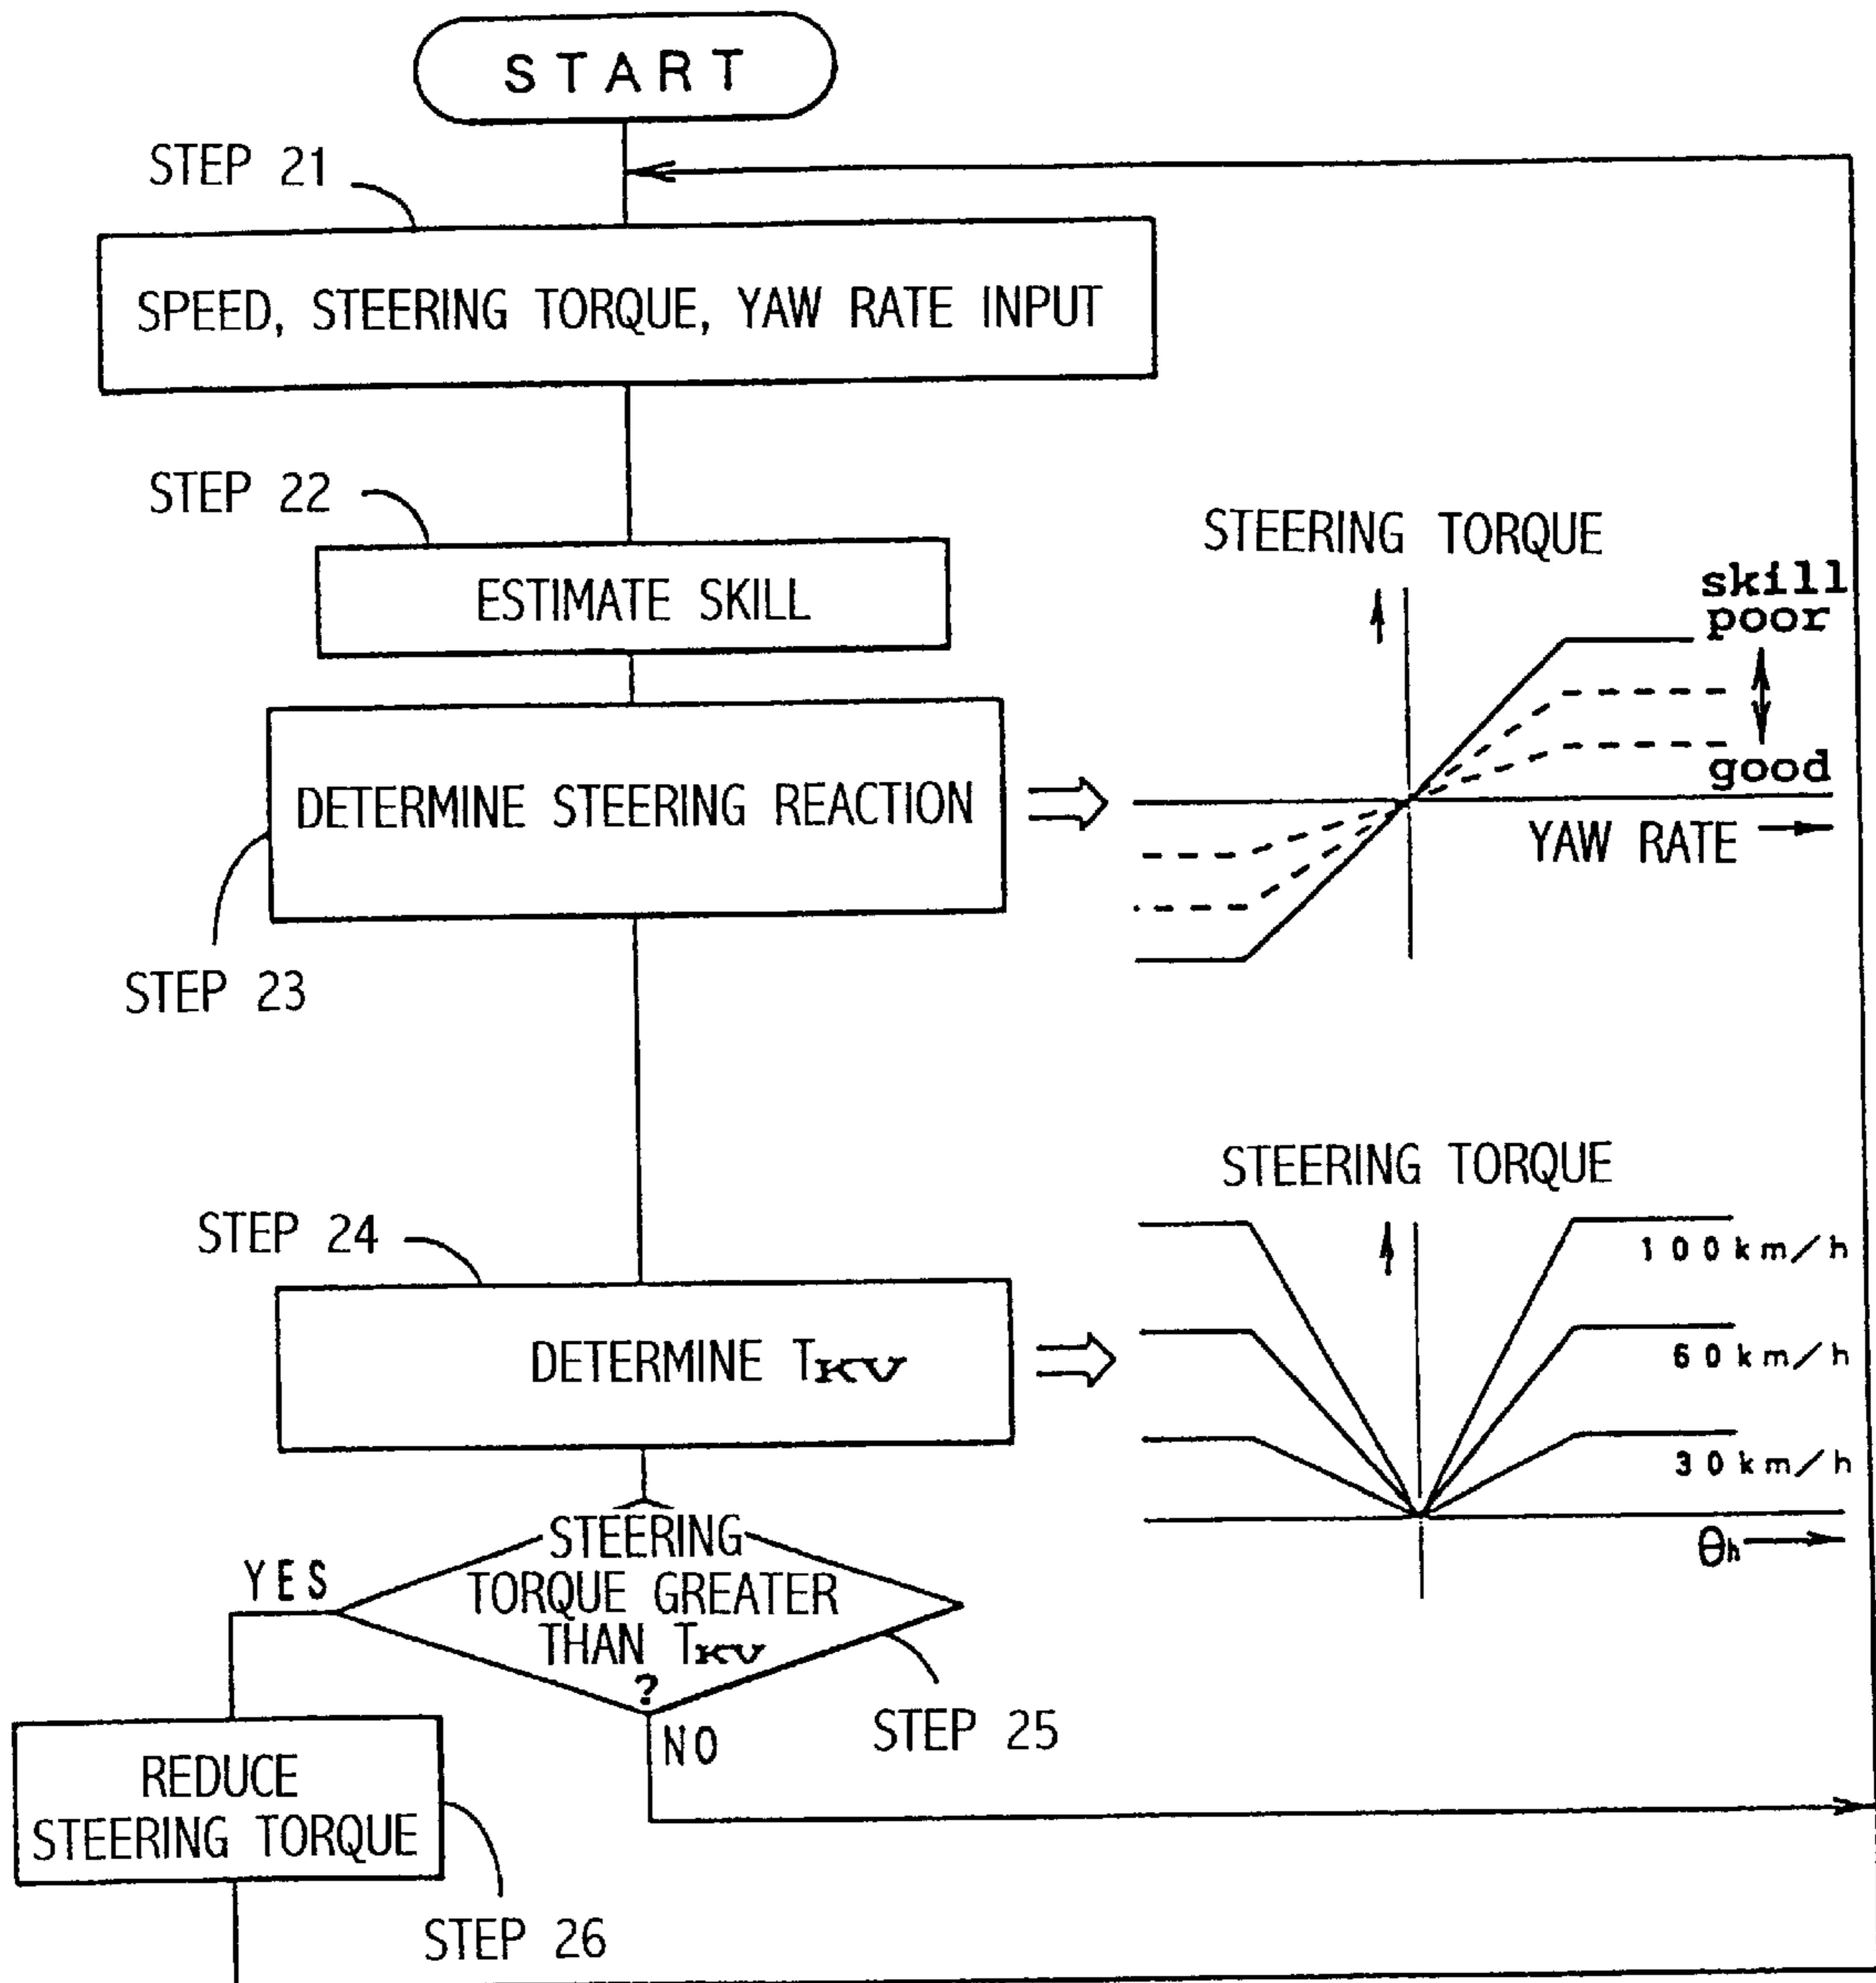 START
STEP 21
SPEED, STEERING TORQUE, YAW RATE INPUT
STEP 22
ESTIMATE SKILL
STEERING TORQUE
skill
poor
good
YAW RATE
DETERMINE STEERING REACTION
STEP 23
STEP 24
DETERMINE TKV
STEERING TORQUE
100km/h
60km/h
30km/h
θh
STEERING
TORQUE GREATER
THAN TKV
?
YES
NO
STEP 25
REDUCE
STEERING TORQUE
STEP 26